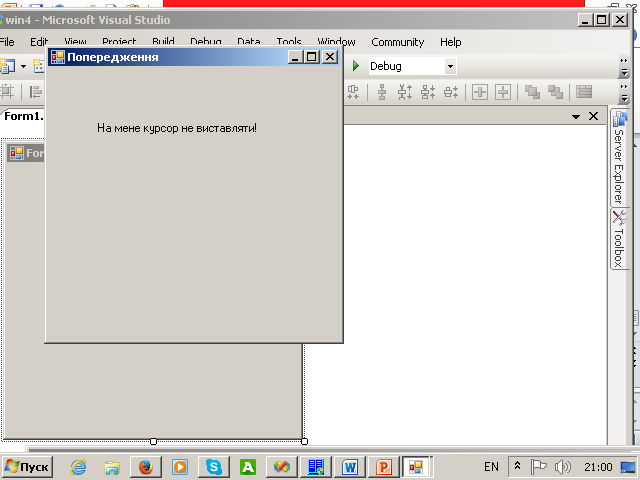 win4 - Microsoft Visual Studio
File Edit View Project Build Debug Data Tools Window Community Help
Попередження
Debug
Form1.
На мене курсор не виставляти!
For
Server Explorer
Toolbox
Пуск
EN
21:00